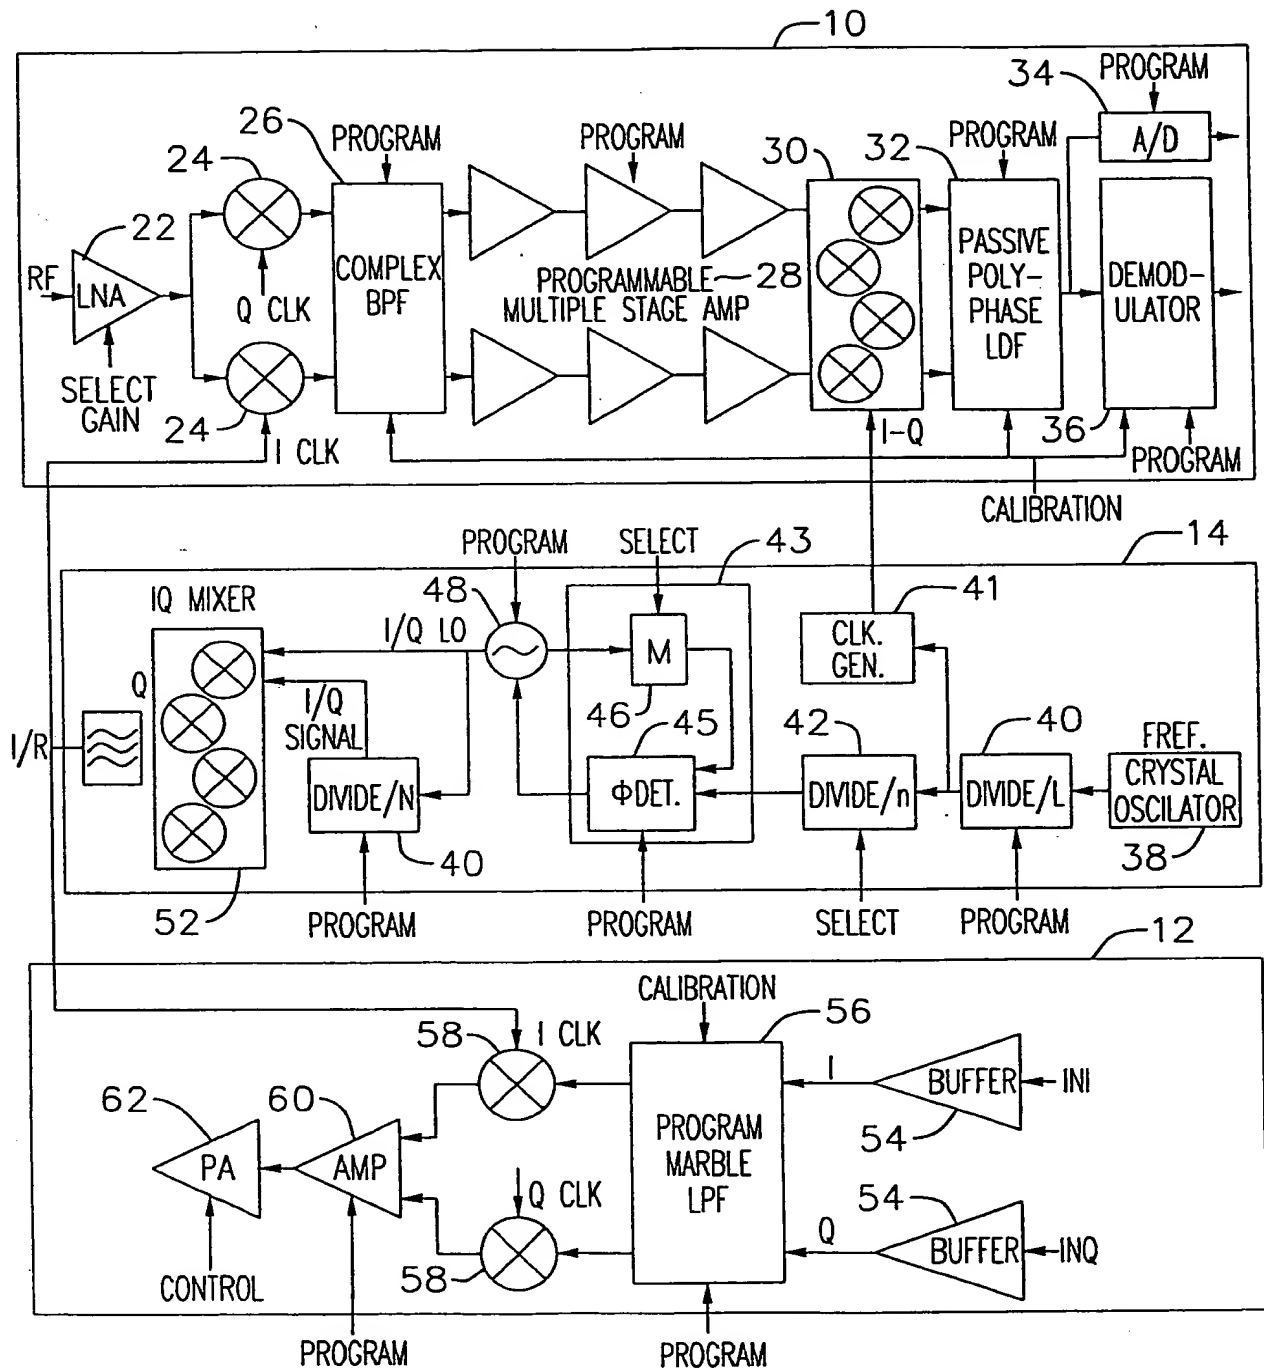 10
34
PROGRAM
A/D
26
PROGRAM
PROGRAM
30
32
PROGRAM
24
22
RF
LNA
Q CLK
COMPLEX
BPF
PROGRAMMABLE
28
MULTIPLE STAGE AMP
PASSIVE
POLY-
PHASE
LDF
DEMOD-
ULATOR
SELECT
GAIN
24
I CLK
I-Q
36
PROGRAM
CALIBRATION
14
PROGRAM
SELECT
43
IQ MIXER
48
41
I/Q LO
M
CLK.
GEN.
Q
I/Q
SIGNAL
46
45
42
40
FREF.
I/R
DIVIDE/N
ΦDET.
DIVIDE/n
DIVIDE/L
CRYSTAL
OSCILATOR
40
38
52
PROGRAM
PROGRAM
SELECT
PROGRAM
12
CALIBRATION
56
58
I CLK
I
BUFFER
INI
62
60
54
PA
AMP
PROGRAM
MARBLE
LPF
Q CLK
54
Q
BUFFER
INQ
58
CONTROL
PROGRAM
PROGRAM